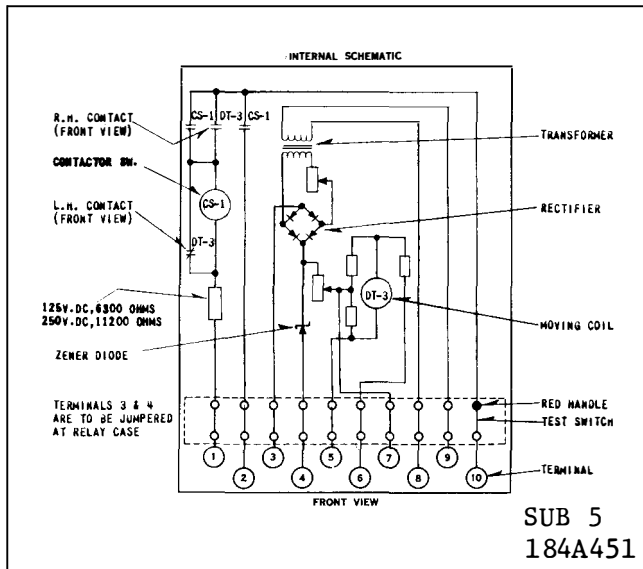 INTERNAL SCHEMATIC
R.H. CONTACT
(FRONT VIEW)
CS-1
DT-3
CS-1
CONTACTOR SW.
CS-1
L.H. CONTACT
(FRONT VIEW)
DT-3
125V.DC,6300 OHMS
250V.DC,11200 OHMS
ZENER DIODE
TRANSFORMER
RECTIFIER
DT-3
MOVING COIL
TERMINALS 3 & 4
ARE TO BE JUMPERED
AT RELAY CASE
RED HANDLE
TEST SWITCH
TERMINAL
1
2
3
4
5
6
7
8
9
10
FRONT VIEW
SUB 5
184A451